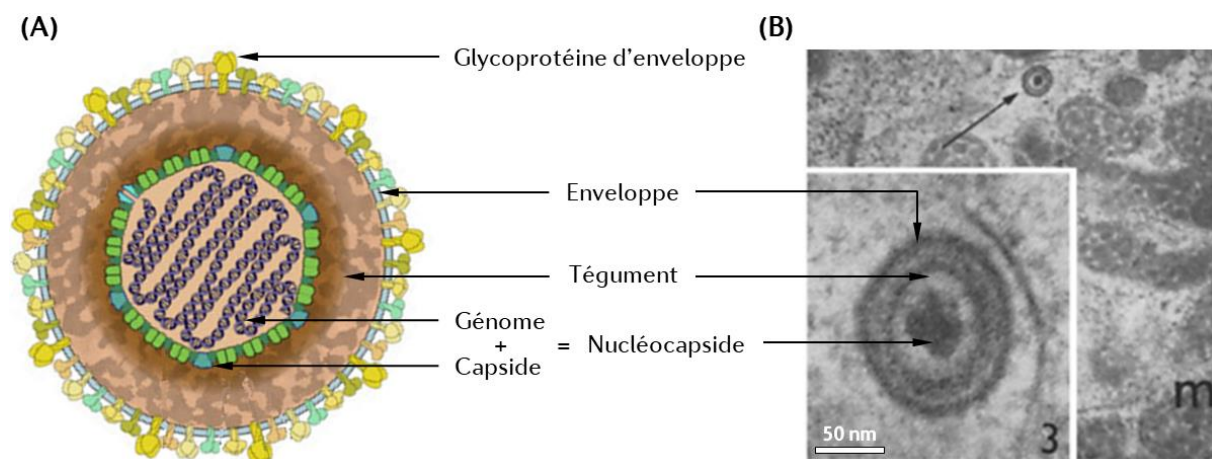 (A)
(B)
Glycoprotéine d'enveloppe
Enveloppe
Tégument
Génome
+
Capside
= Nucléocapside
m
3
50 nm